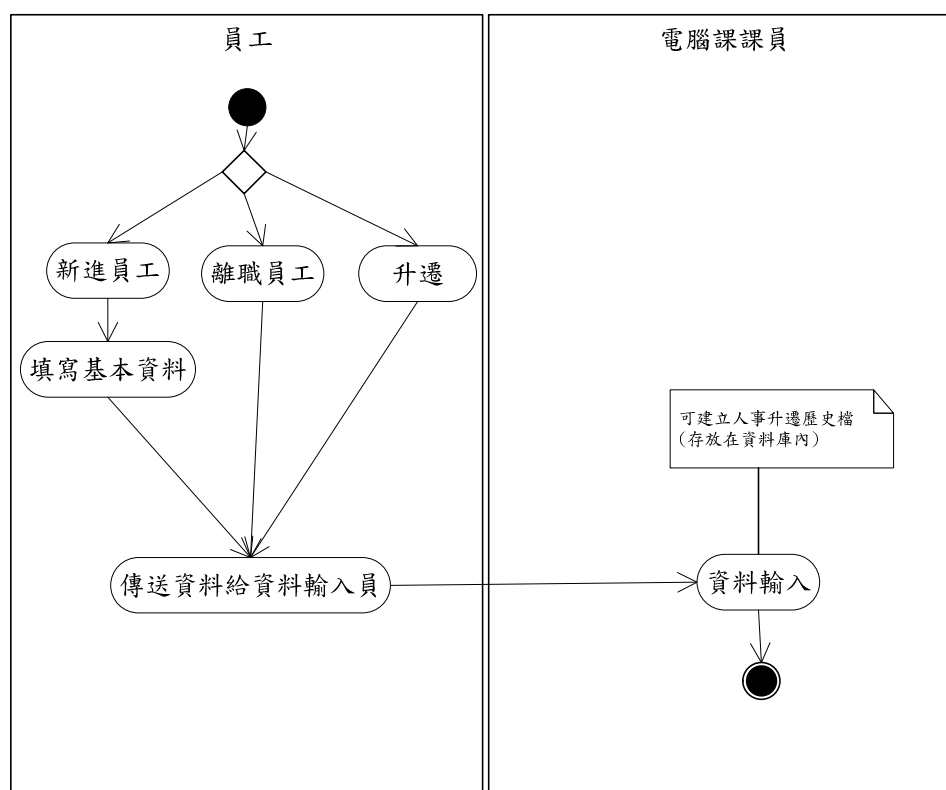 員工
電腦課課員
新進員工
離職員工
升遷
填寫基本資料
可建立人事升遷歷史檔
(存放在資料庫內)
傳送資料給資料輸入員
資料輸入